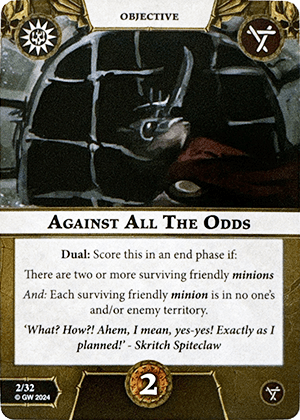 OBJECTIVE
AGAINST ALL THE ODDS
Dual: Score this in an end phase if:
There are two or more surviving friendly minions
And: Each surviving friendly minion is in no one's
and/or enemy territory.
'What? How?! Ahem, I mean, yes-yes! Exactly as I
planned!' - Skritch Spiteclaw
2/32
© GW 2024
2